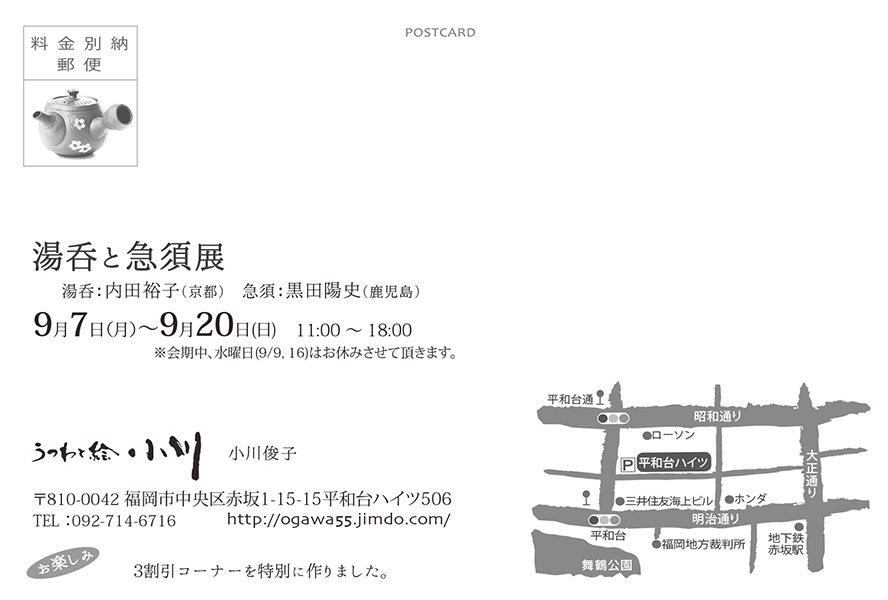 POSTCARD
料金別納
郵便
湯呑と急須展
湯呑：内田裕子（京都）　急須：黒田陽史（鹿児島）
9月7日（月）〜9月20日（日)　11:00 〜 18:00
※会期中、水曜日(9/9, 16)はお休みさせて頂きます。
うつわと絵 小川　小川俊子
〒810-0042 福岡市中央区赤坂1-15-15平和台ハイツ506
TEL：092-714-6716　http://ogawa55.jimdo.com/
お楽しみ　3割引コーナーを特別に作りました。
平和台通
昭和通り
ローソン
P 平和台ハイツ
大正通り
三井住友海上ビル
ホンダ
明治通り
平和台
福岡地方裁判所
地下鉄
赤坂駅
舞鶴公園